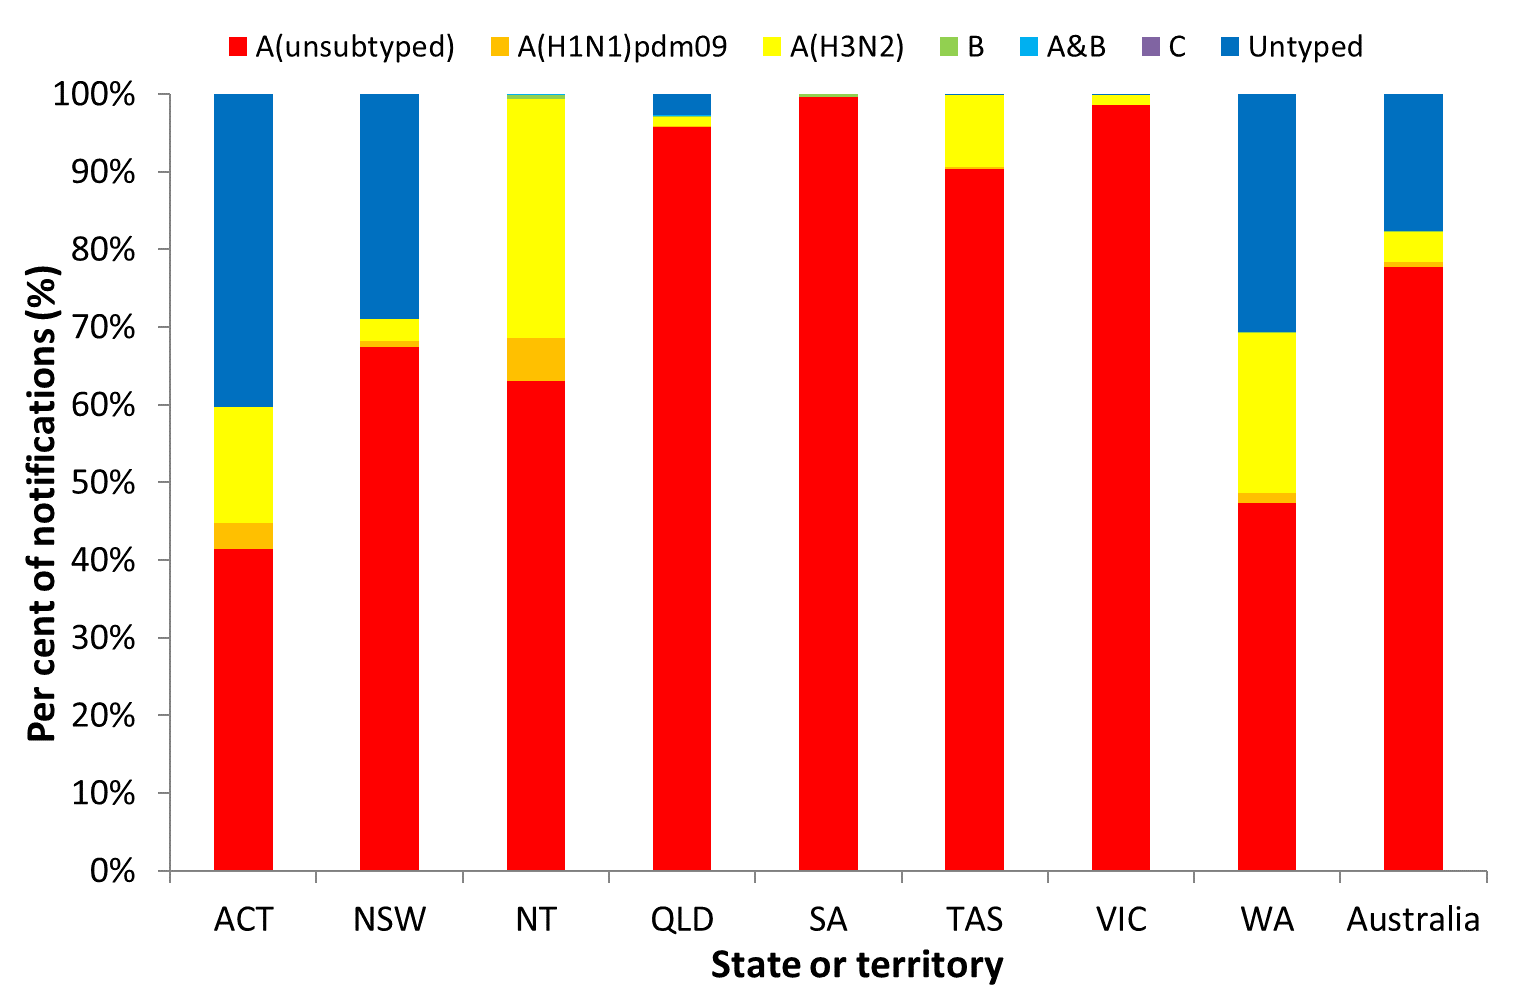 A(unsubtyped) A(H1N1)pdm09 A(H3N2) B A&B C Untyped
100%
90%
80%
70%
60%
50%
40%
30%
20%
10%
0%
Per cent of notifications (%)
ACT NSW NT QLD SA TAS VIC WA Australia
State or territory